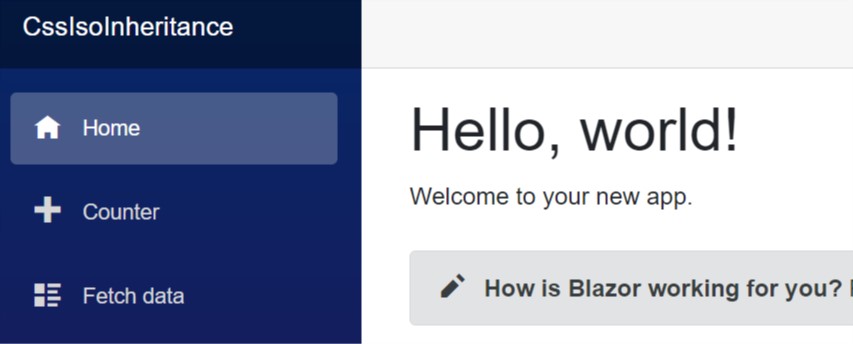 CssIsoInheritance
Home
Counter
Fetch data
Hello, world!
Welcome to your new app.
How is Blazor working for you?